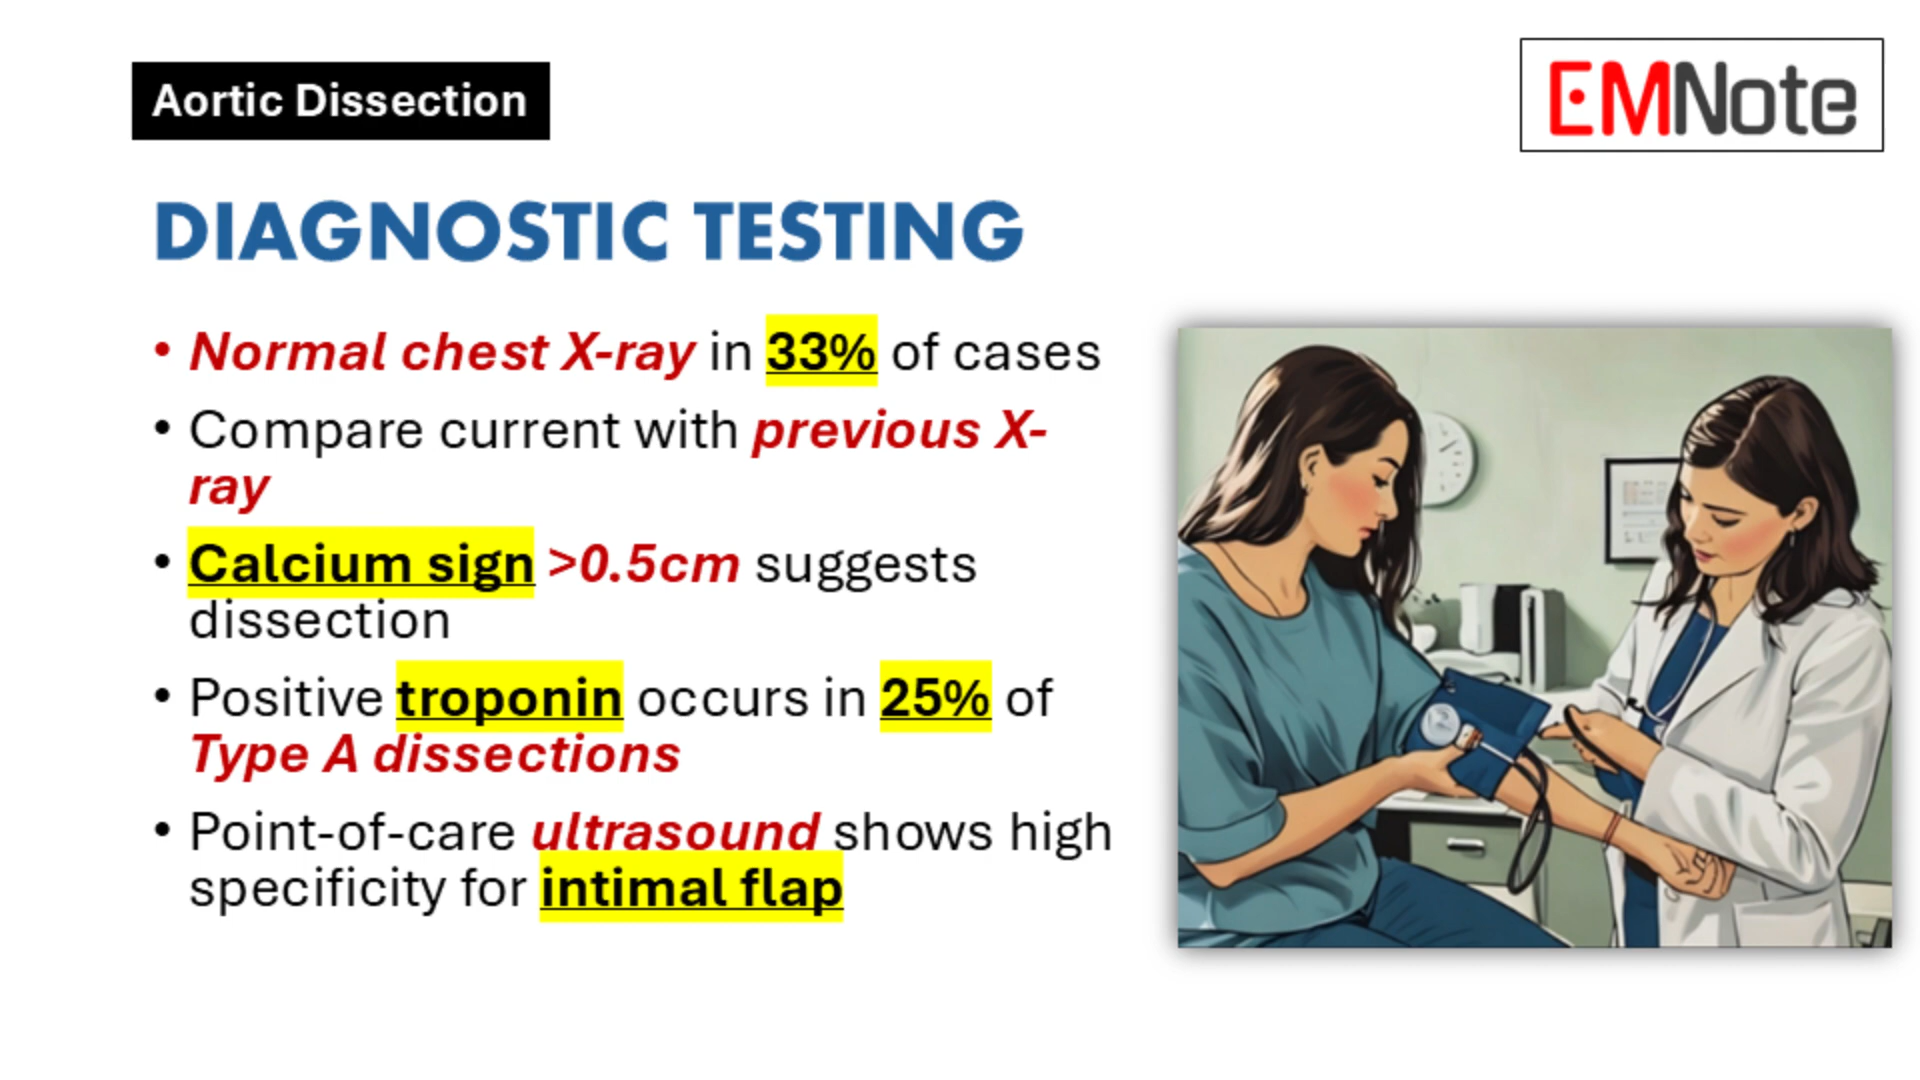 Aortic Dissection
EMNote
DIAGNOSTIC TESTING
• Normal chest X-ray in 33% of cases
• Compare current with previous X-
ray
• Calcium sign >0.5cm suggests
dissection
• Positive troponin occurs in 25% of
Type A dissections
• Point-of-care ultrasound shows high
specificity for intimal flap